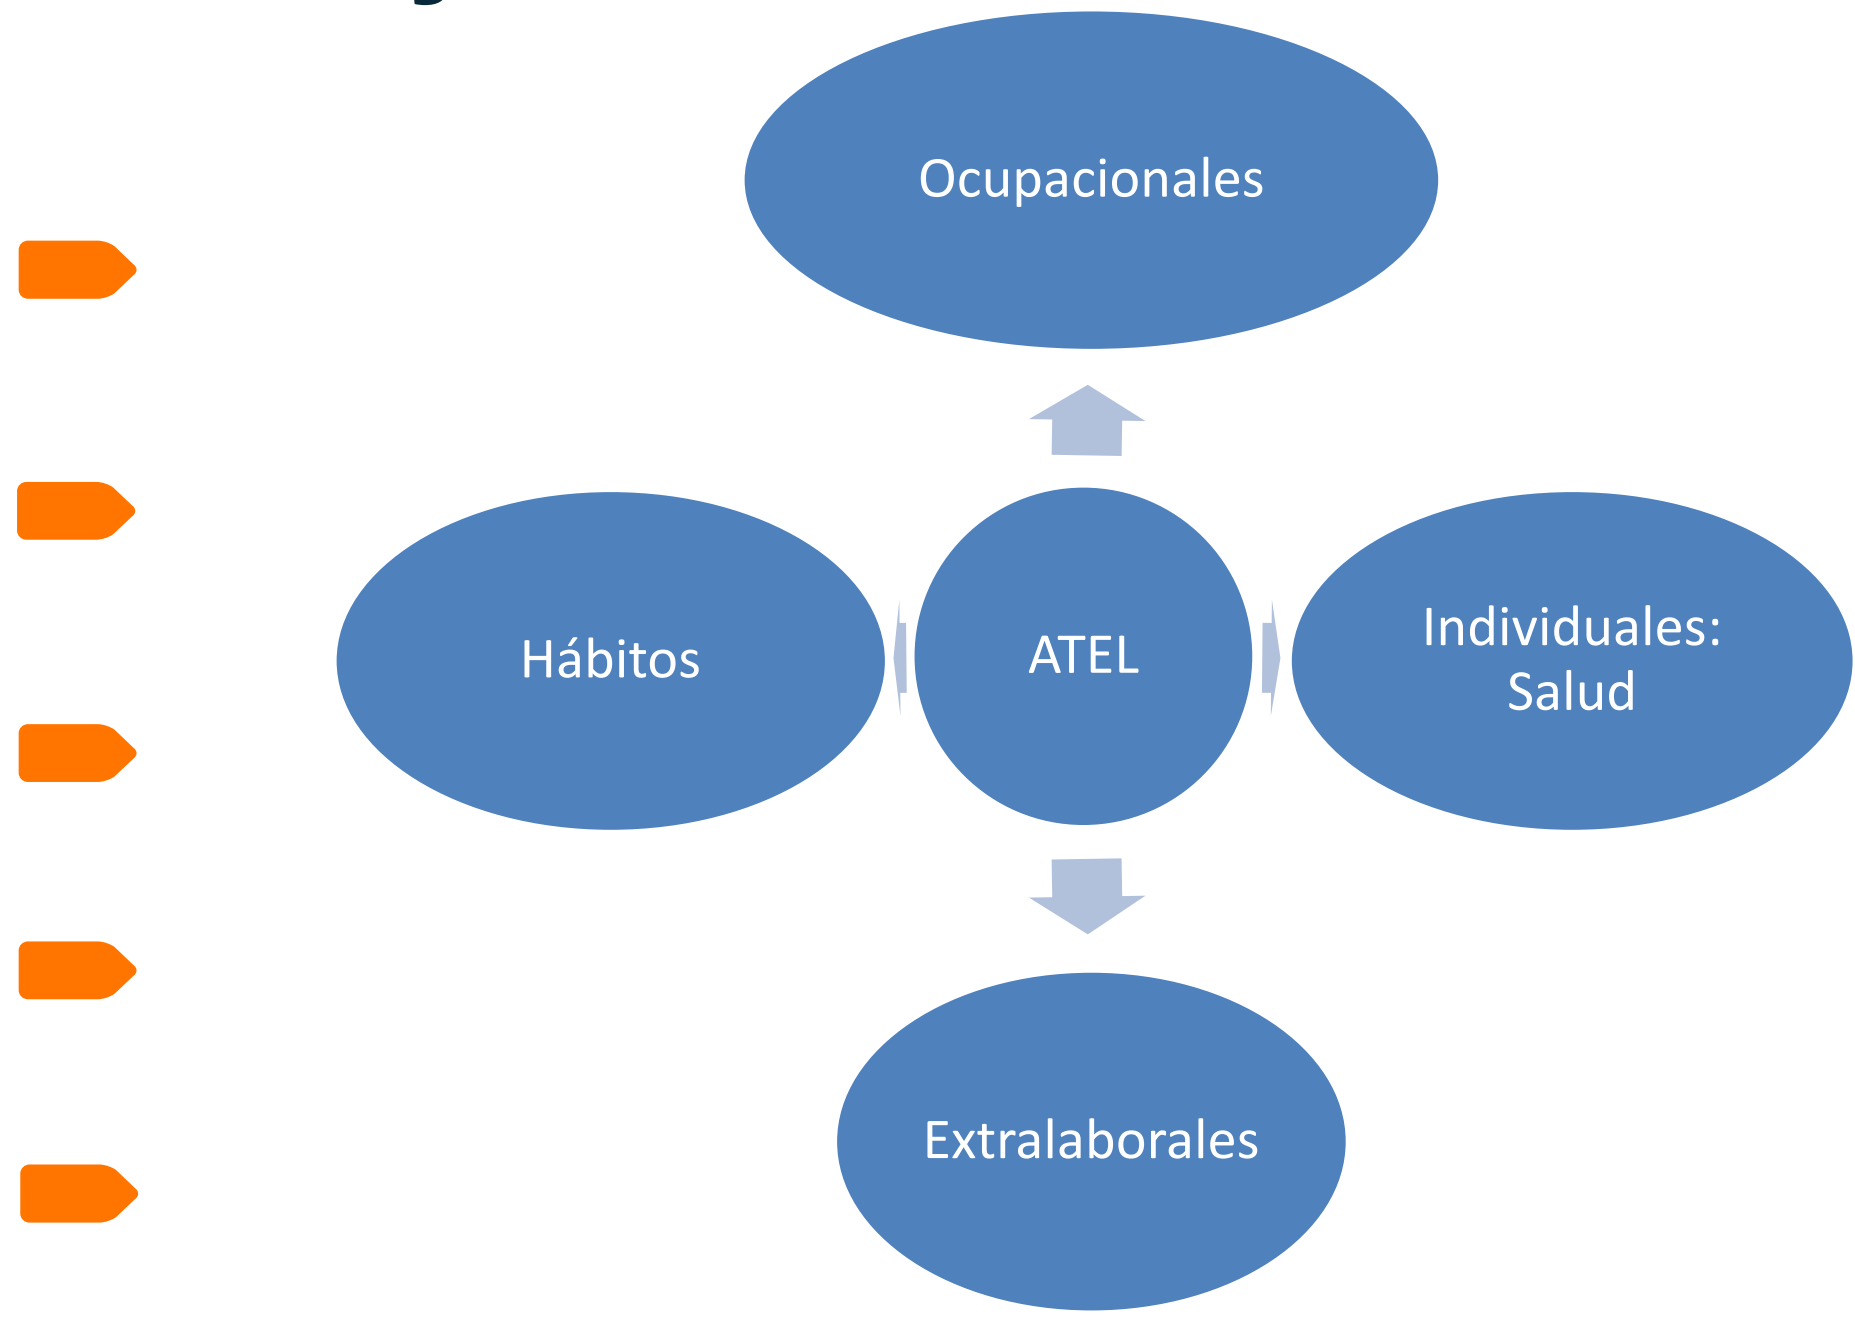 Ocupacionales
Hábitos
ATEL
Individuales:
Salud
Extralaborales